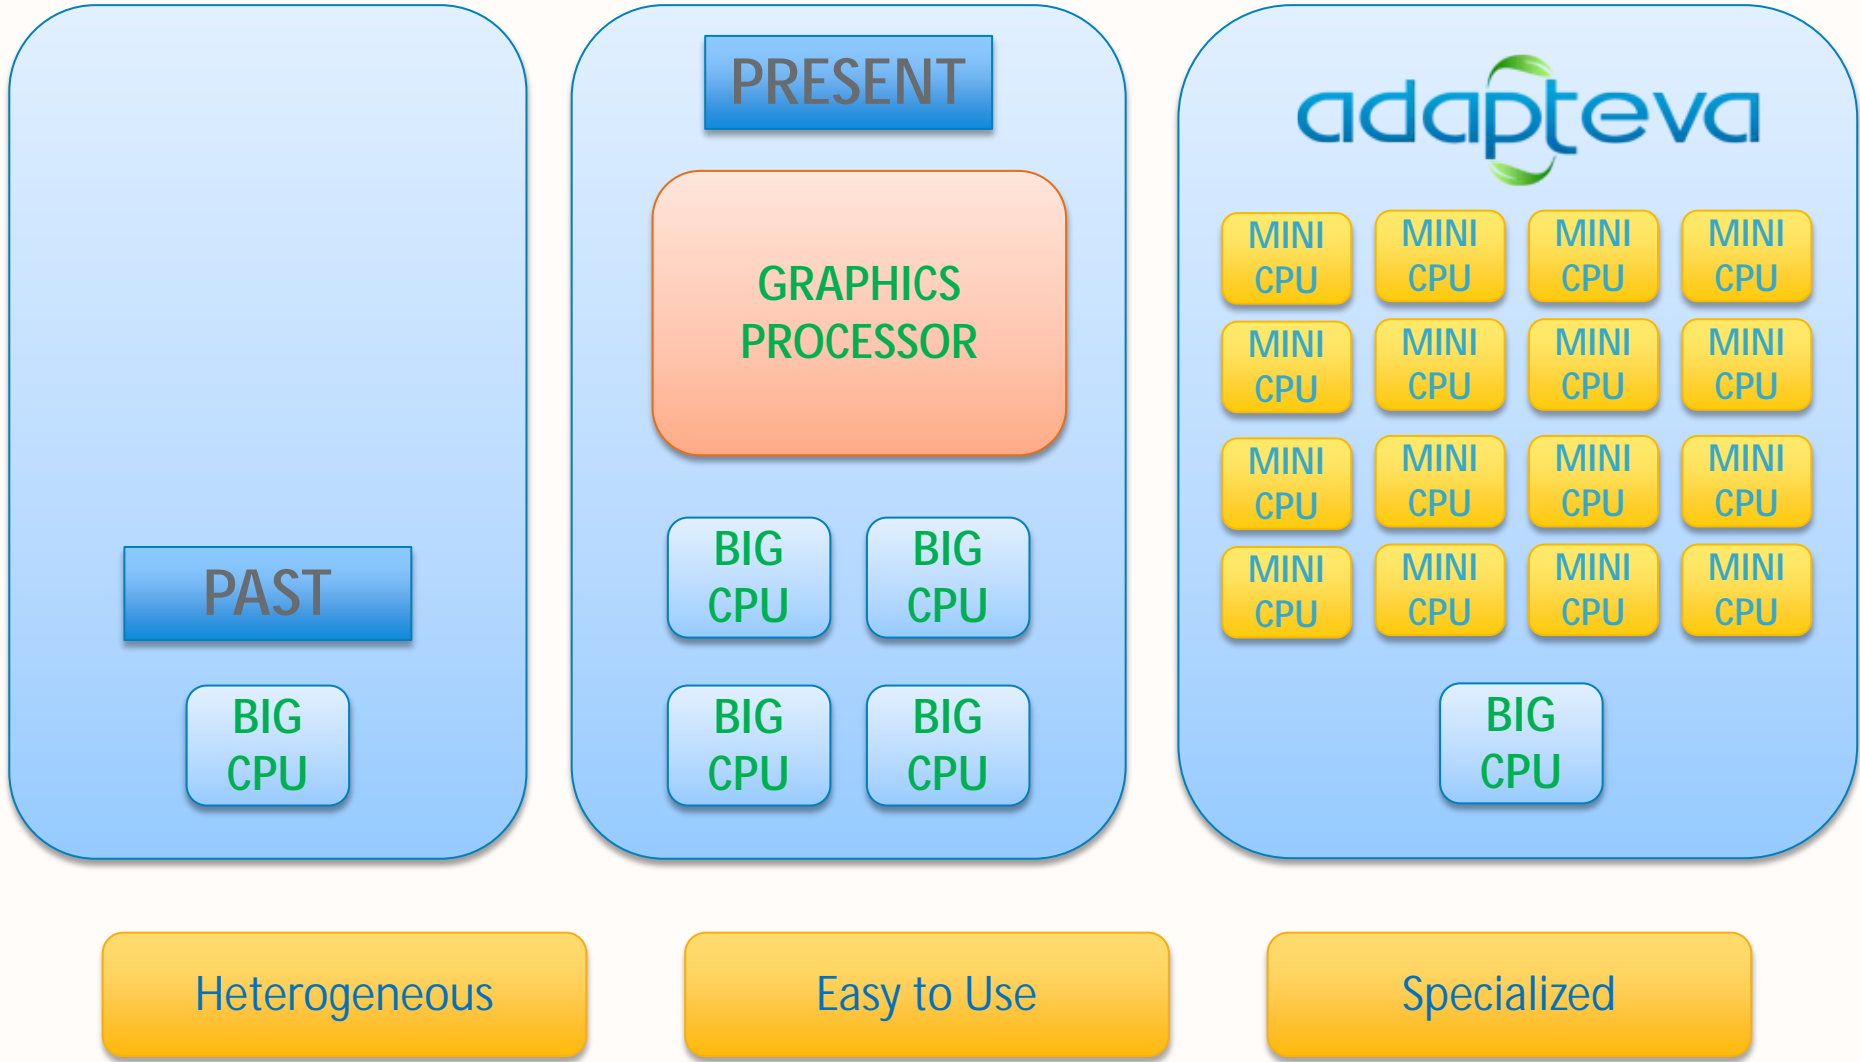 PAST
BIG
CPU
PRESENT
GRAPHICS
PROCESSOR
BIG
CPU
BIG
CPU
BIG
CPU
BIG
CPU
adapteva
MINI
CPU
MINI
CPU
MINI
CPU
MINI
CPU
MINI
CPU
MINI
CPU
MINI
CPU
MINI
CPU
MINI
CPU
MINI
CPU
MINI
CPU
MINI
CPU
MINI
CPU
MINI
CPU
MINI
CPU
MINI
CPU
BIG
CPU
Heterogeneous
Easy to Use
Specialized